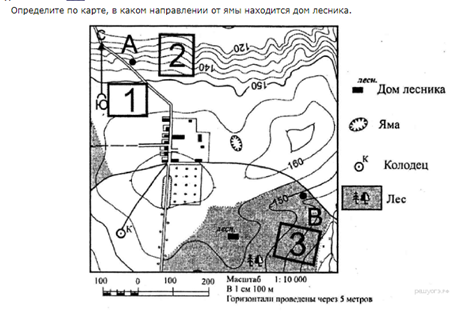 Определите по карте, в каком направлении от ямы находится дом лесника.
С
А
2
120
140
150
1
Ю
160
150
В
К
лесн.
3
лесн.
Дом лесника
Яма
К
Колодец
Лес
100 0 100 200
Масштаб 1: 10 000
В 1 см 100 м
Горизонтали проведены через 5 метров